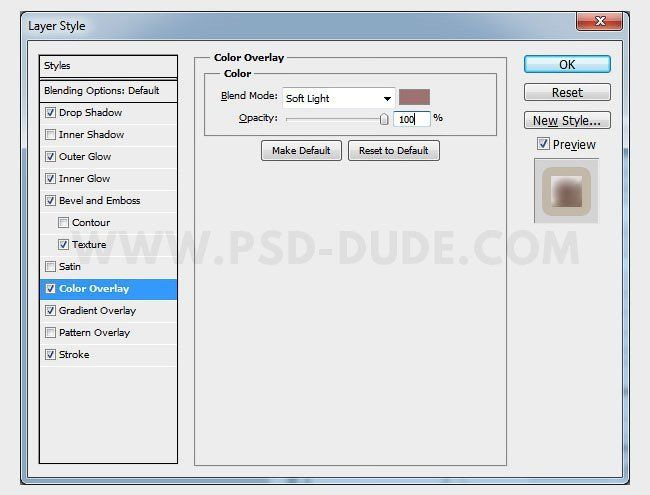 Layer Style
Styles
Blending Options: Default
Drop Shadow
Inner Shadow
Outer Glow
Inner Glow
Bevel and Emboss
Contour
Texture
Satin
Color Overlay
Gradient Overlay
Pattern Overlay
Stroke
Color Overlay
Color
Blend Mode: Soft Light
Opacity: 100 %
Make Default Reset to Default
OK
Reset
New Style...
Preview
WWW.PSD-DUDE.COM